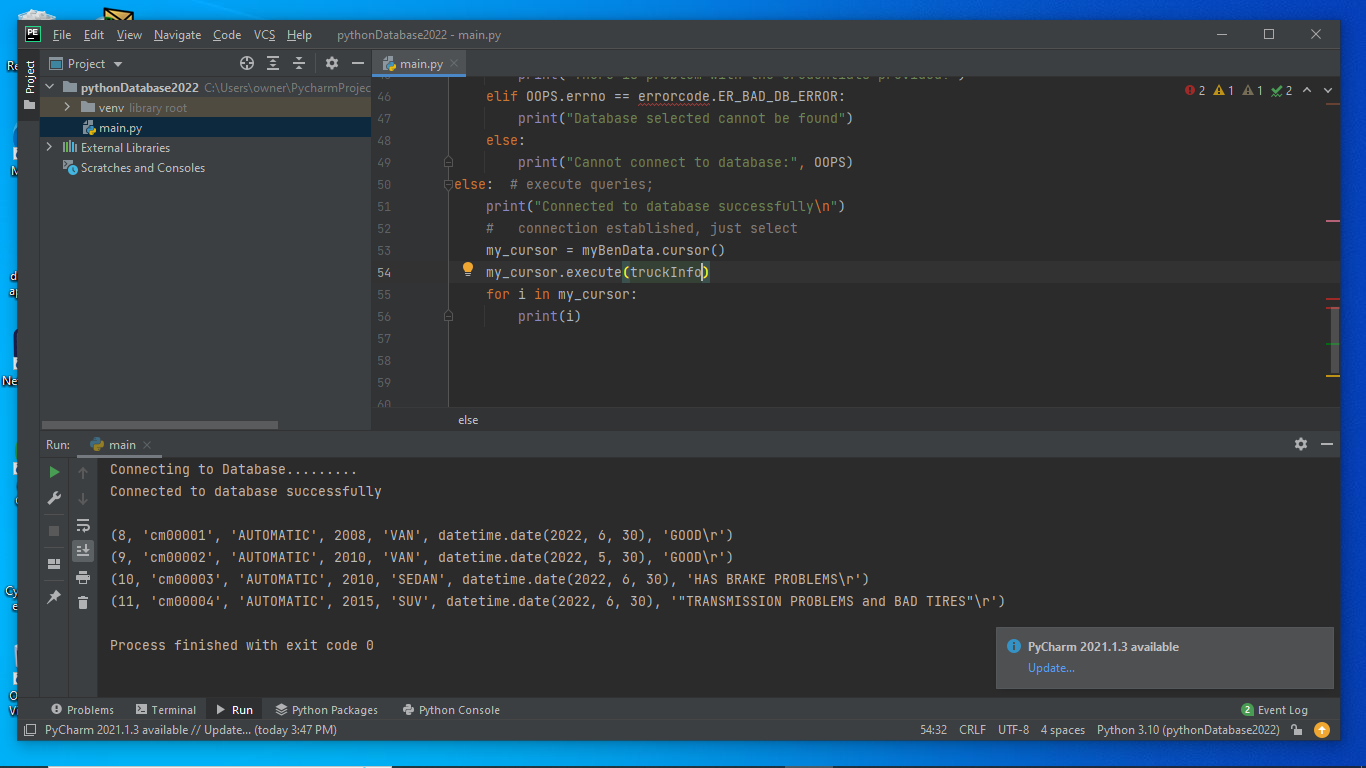 File Edit View Navigate Code VCS Help pythonDatabase2022 - main.py
Project
Project main.py
pythonDatabase2022 C:\Users\owner\PycharmProjec
venv library root
main.py
External Libraries
Scratches and Consoles
46 elif OOPS.errno == errorcode.ER_BAD_DB_ERROR:
47 print("Database selected cannot be found")
48 else:
49 print("Cannot connect to database:", OOPS)
50 else: # execute queries;
51 print("Connected to database successfully\n")
52 # connection established, just select
53 my_cursor = myBenData.cursor()
54 my_cursor.execute(truckInfo)
55 for i in my_cursor:
56 print(i)
57
58
59
60
2 1 1 2
else
Run: main
Connecting to Database.........
Connected to database successfully
(8, 'cm00001', 'AUTOMATIC', 2008, 'VAN', datetime.date(2022, 6, 30), 'GOOD\r')
(9, 'cm00002', 'AUTOMATIC', 2010, 'VAN', datetime.date(2022, 5, 30), 'GOOD\r')
(10, 'cm00003', 'AUTOMATIC', 2010, 'SEDAN', datetime.date(2022, 6, 30), 'HAS BRAKE PROBLEMS\r')
(11, 'cm00004', 'AUTOMATIC', 2015, 'SUV', datetime.date(2022, 6, 30), '"TRANSMISSION PROBLEMS and BAD TIRES"\r')
Process finished with exit code 0
PyCharm 2021.1.3 available
Update...
Problems Terminal Run Python Packages Python Console 2 Event Log
PyCharm 2021.1.3 available // Update... (today 3:47 PM) 54:32 CRLF UTF-8 4 spaces Python 3.10 (pythonDatabase2022)